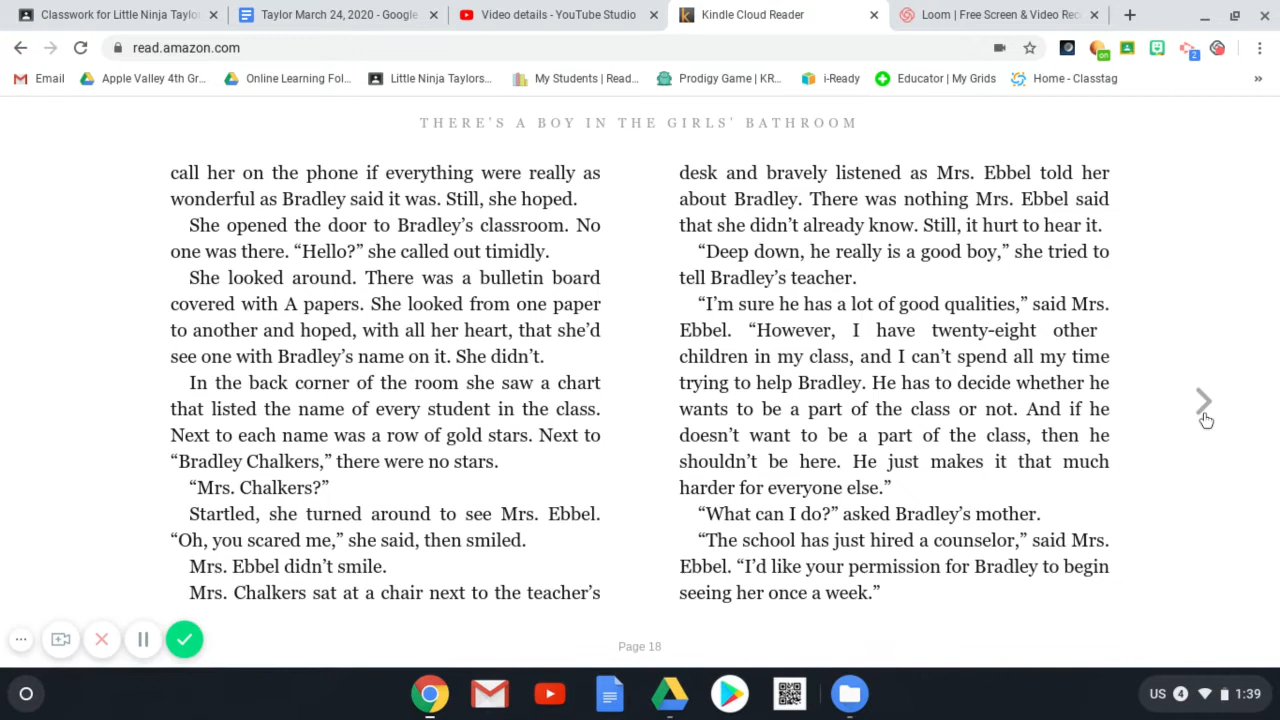 Classwork for Little Ninja Taylor
Taylor March 24, 2020 - Google
Video details - YouTube Studio
Kindle Cloud Reader
Loom | Free Screen & Video Rec
read.amazon.com
on
2
Email
Apple Valley 4th Gr...
Online Learning Fol...
Little Ninja Taylors...
My Students | Read...
Prodigy Game | KR...
i-Ready
Educator | My Grids
Home - Classtag
»
THERE'S A BOY IN THE GIRLS' BATHROOM
call her on the phone if everything were really as
wonderful as Bradley said it was. Still, she hoped.
She opened the door to Bradley's classroom. No
one was there. “Hello?” she called out timidly.
She looked around. There was a bulletin board
covered with A papers. She looked from one paper
to another and hoped, with all her heart, that she'd
see one with Bradley's name on it. She didn't.
In the back corner of the room she saw a chart
that listed the name of every student in the class.
Next to each name was a row of gold stars. Next to
“Bradley Chalkers,” there were no stars.
“Mrs. Chalkers?”
Startled, she turned around to see Mrs. Ebbel.
“Oh, you scared me,” she said, then smiled.
Mrs. Ebbel didn't smile.
Mrs. Chalkers sat at a chair next to the teacher's
desk and bravely listened as Mrs. Ebbel told her
about Bradley. There was nothing Mrs. Ebbel said
that she didn't already know. Still, it hurt to hear it.
“Deep down, he really is a good boy,” she tried to
tell Bradley's teacher.
“I'm sure he has a lot of good qualities,” said Mrs.
Ebbel. “However, I have twenty-eight other
children in my class, and I can't spend all my time
trying to help Bradley. He has to decide whether he
wants to be a part of the class or not. And if he
doesn't want to be a part of the class, then he
shouldn't be here. He just makes it that much
harder for everyone else.”
“What can I do?” asked Bradley's mother.
“The school has just hired a counselor,” said Mrs.
Ebbel. “I'd like your permission for Bradley to begin
seeing her once a week.”
Page 18
US 4 1:39